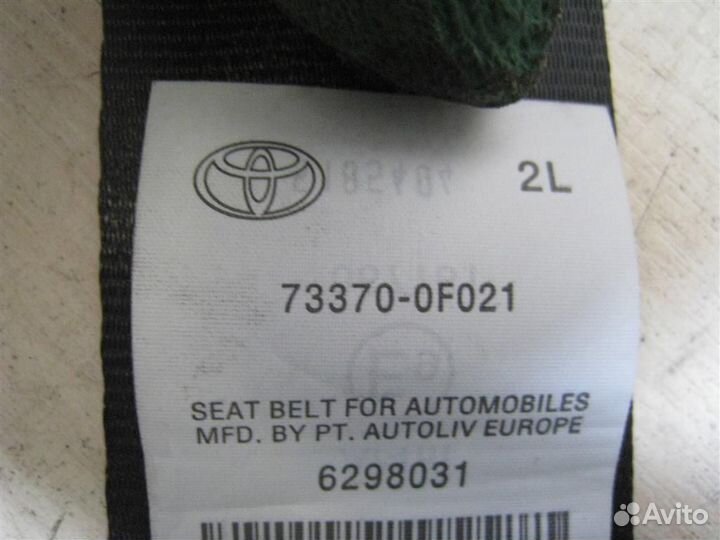 2L
73370-0F021
SEAT BELT FOR AUTOMOBILES
MFD. BY PT. AUTOLIV EUROPE
6298031
Avito